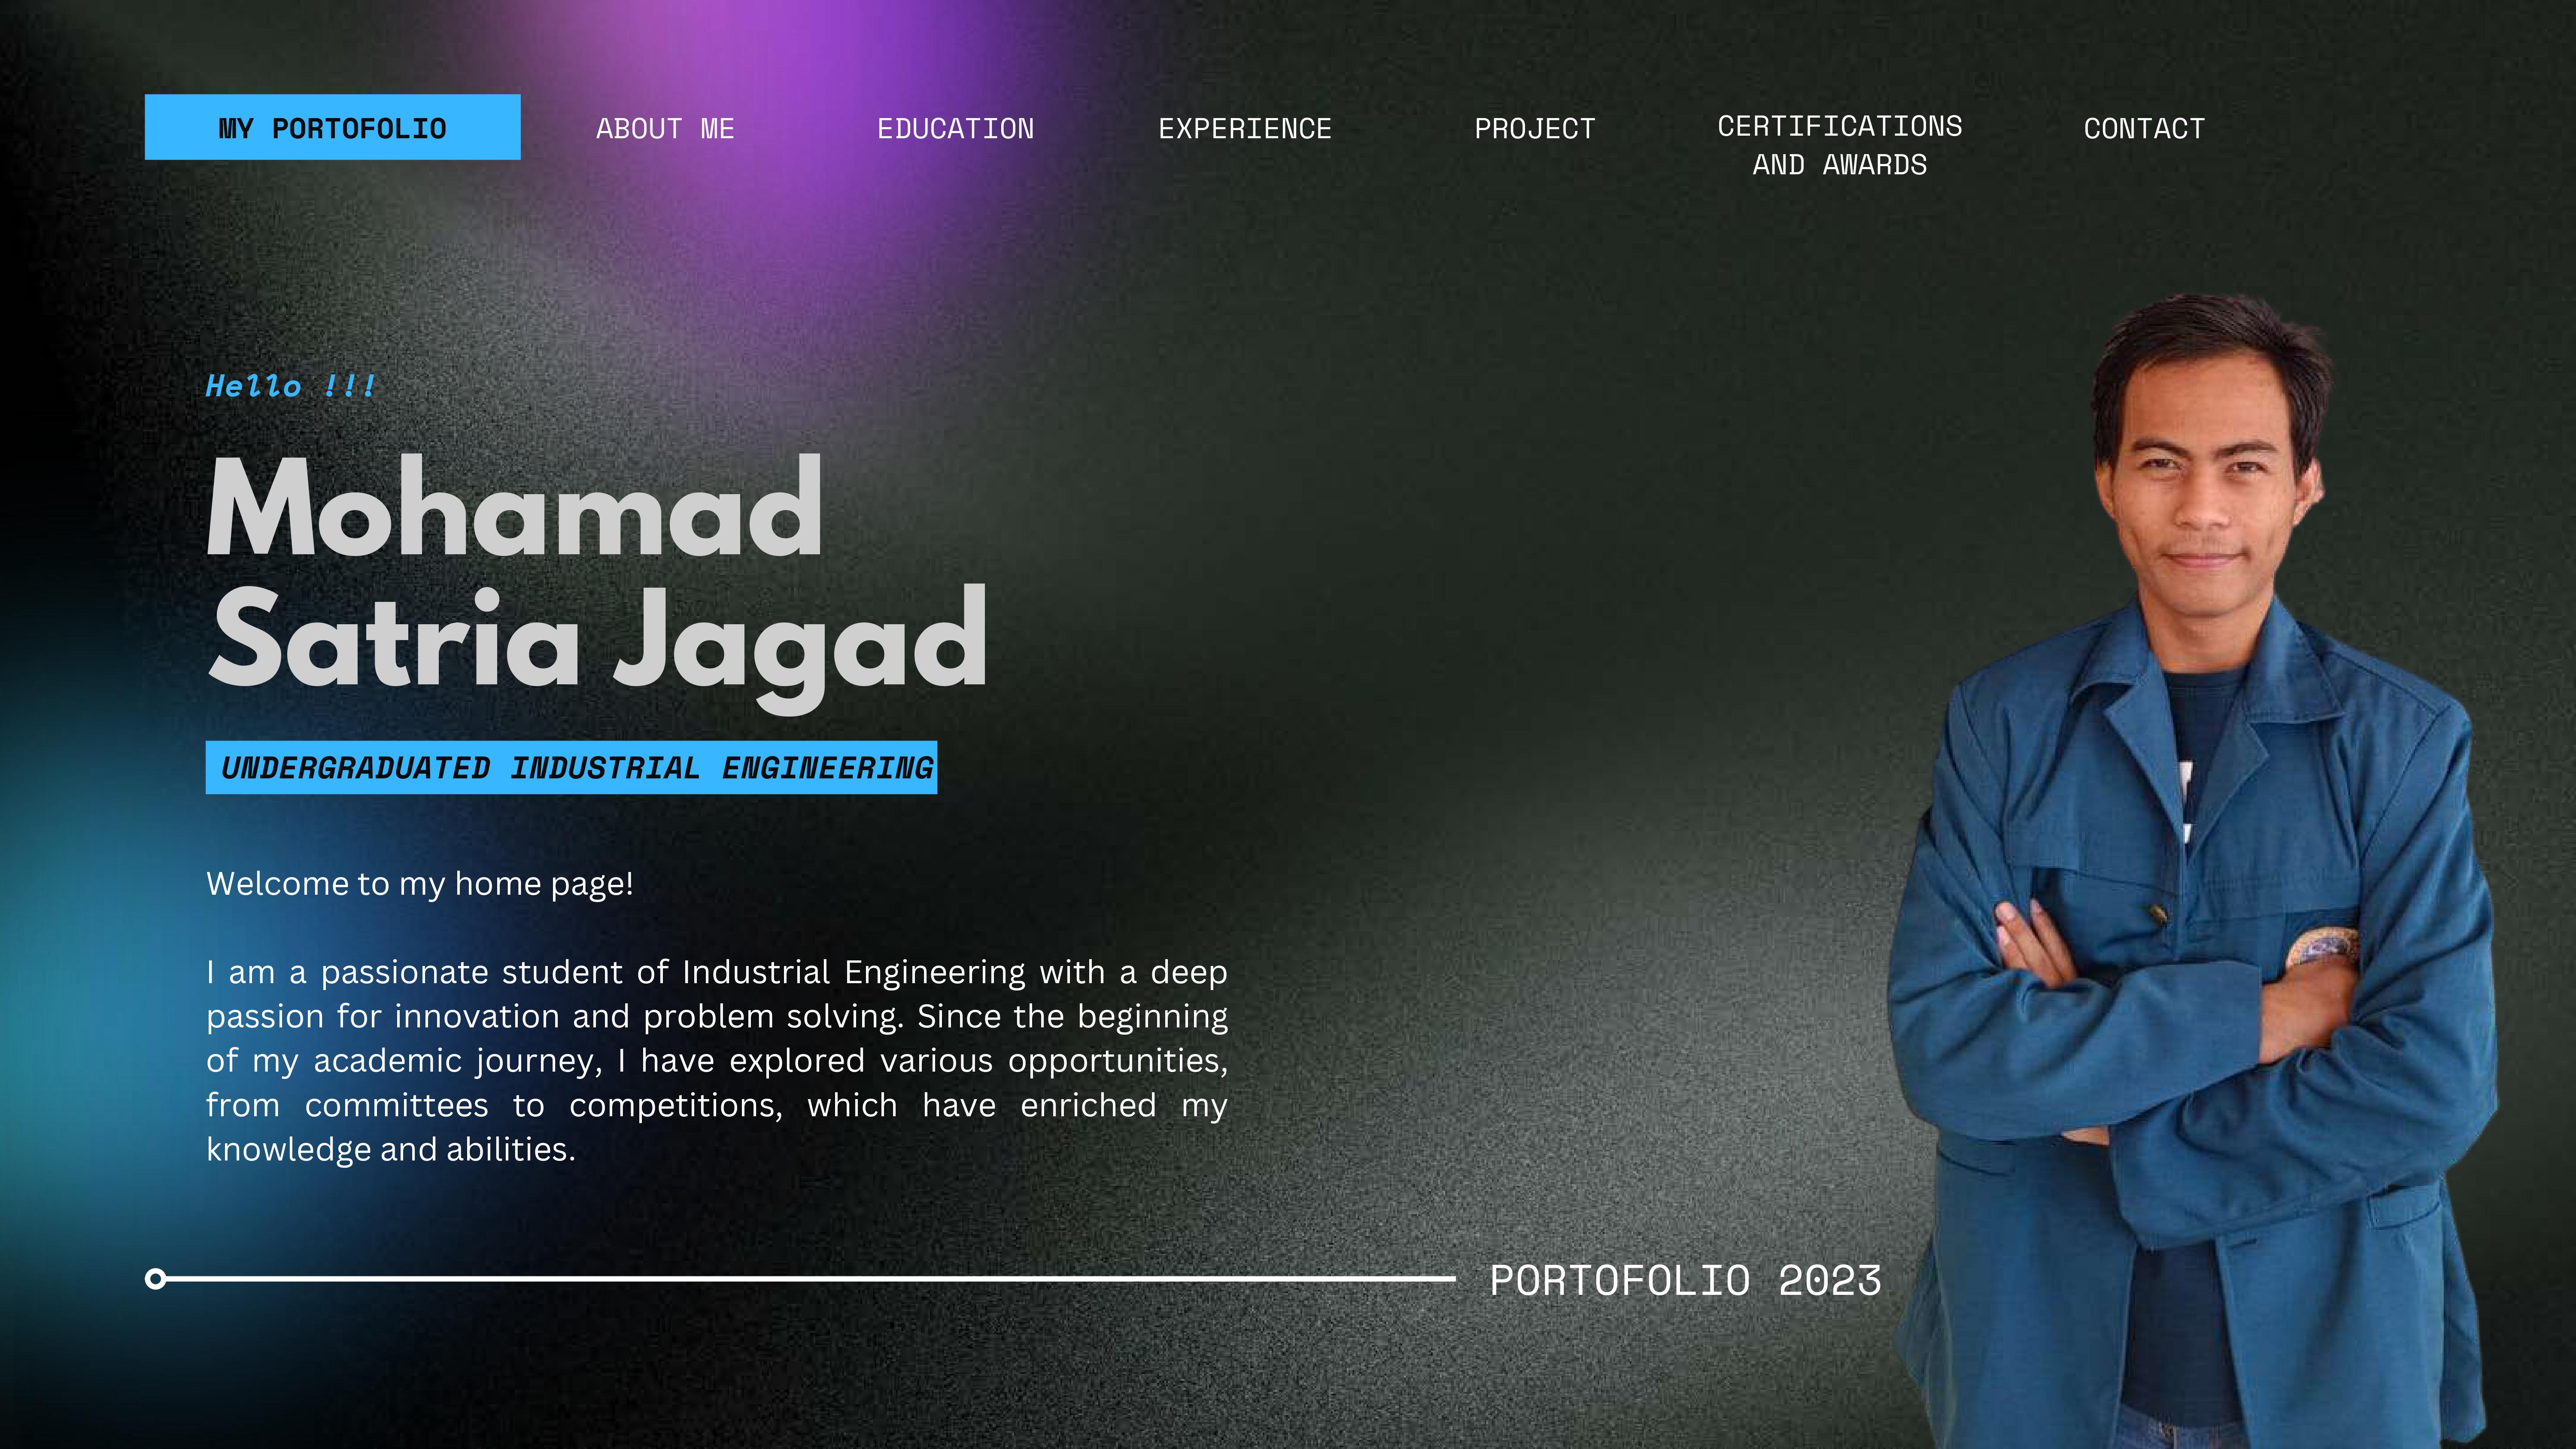 MY PORTOFOLIO
ABOUT ME
EDUCATION
EXPERIENCE
PROJECT
CERTIFICATIONS
AND AWARDS
CONTACT
Hello !!!
Mohamad
Satria Jagad
UNDERGRADUATED INDUSTRIAL ENGINEERING
Welcome to my home page!
I am a passionate student of Industrial Engineering with a deep
passion for innovation and problem solving. Since the beginning
of my academic journey, I have explored various opportunities,
from committees to competitions, which have enriched my
knowledge and abilities.
PORTOFOLIO 2023